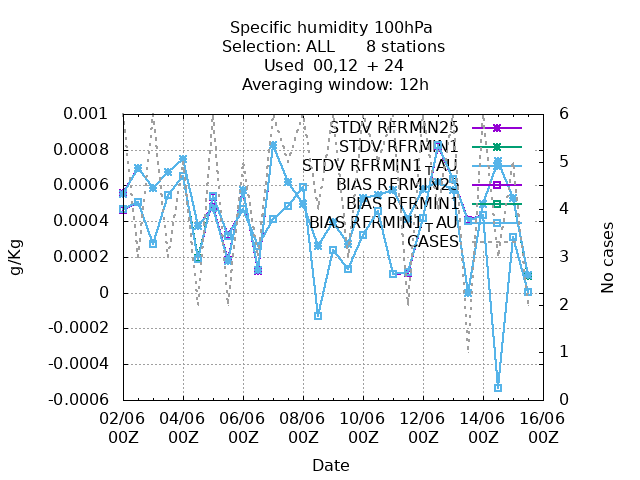 Specific humidity 100hPa
Selection: ALL      8 stations
Used  00,12  + 24
Averaging window: 12h
0.001
0.0008
0.0006
0.0004
0.0002
0
-0.0002
-0.0004
-0.0006
g/Kg
STDV RFRMIN25
STDV RFRMIN1
STDV RFRMIN1_TAU
BIAS RFRMIN25
BIAS RFRMIN1
BIAS RFRMIN1_TAU
CASES
6
5
4
3
2
1
0
No cases
02/06 04/06 06/06 08/06 10/06 12/06 14/06 16/06
00Z 00Z 00Z 00Z 00Z 00Z 00Z 00Z
Date